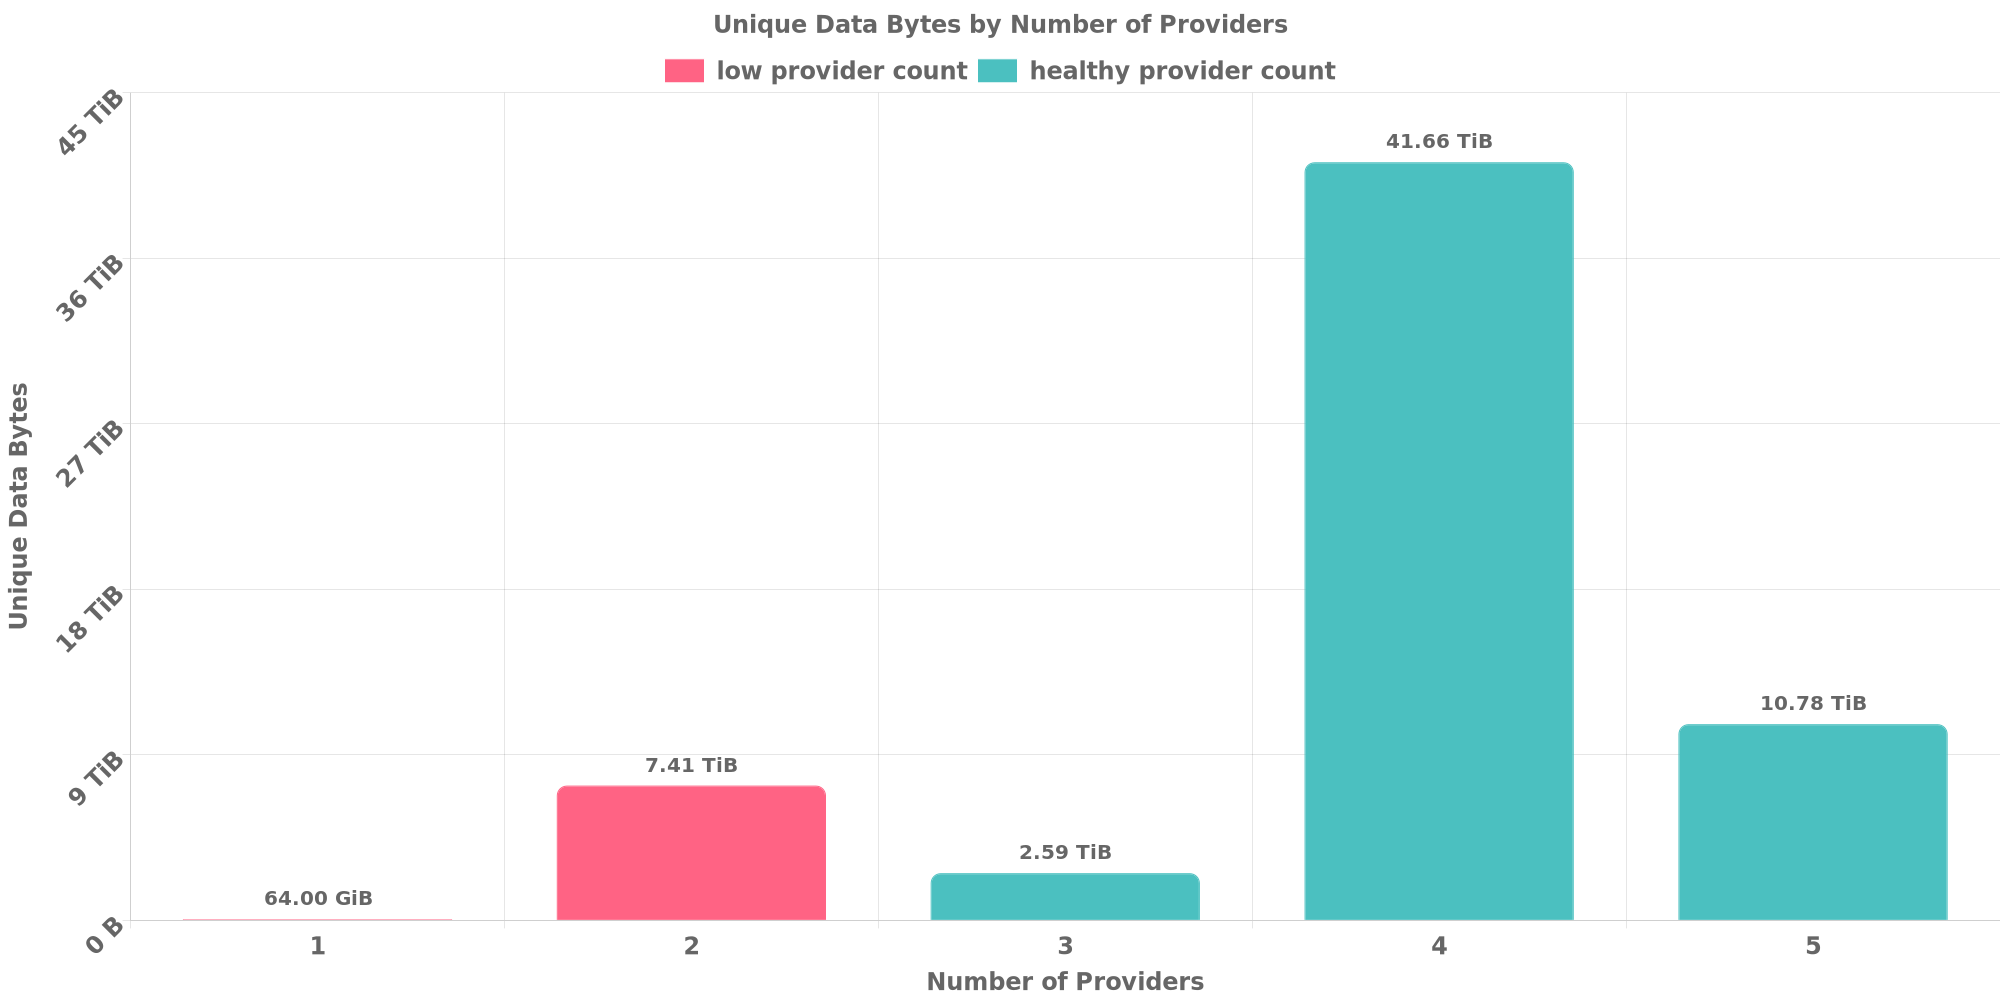 Unique Data Bytes by Number of Providers
low provider count healthy provider count
45 TiB
36 TiB
27 TiB
18 TiB
9 TiB
0 B
Unique Data Bytes
64.00 GiB
7.41 TiB
2.59 TiB
41.66 TiB
10.78 TiB
1 2 3 4 5
Number of Providers